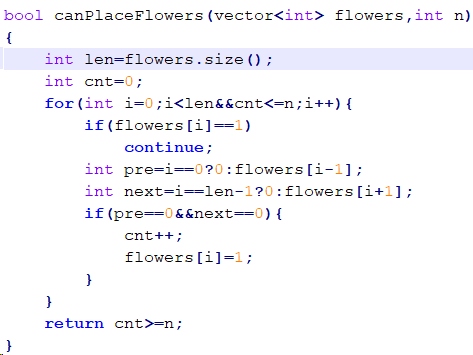 bool canPlaceFlowers(vector<int> flowers,int n)
{
    int len=flowers.size();
    int cnt=0;
    for(int i=0;i<len&&cnt<=n;i++){
        if(flowers[i]==1)
            continue;
        int pre=i==0?0:flowers[i-1];
        int next=i==len-1?0:flowers[i+1];
        if(pre==0&&next==0){
            cnt++;
            flowers[i]=1;
        }
    }
    return cnt>=n;
}